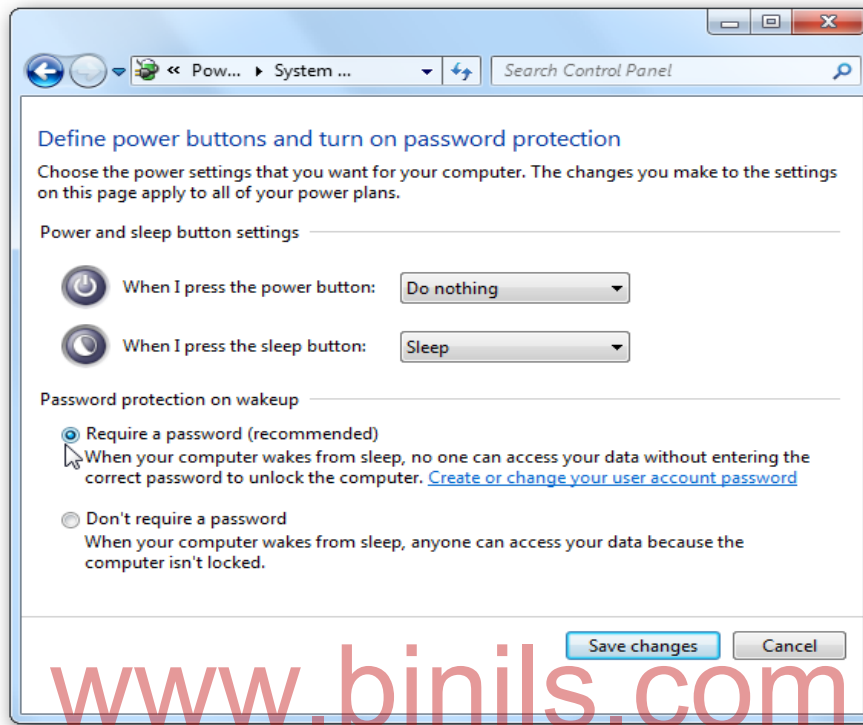 « Pow... ▸ System ...
Search Control Panel
Define power buttons and turn on password protection
Choose the power settings that you want for your computer. The changes you make to the settings
on this page apply to all of your power plans.
Power and sleep button settings
When I press the power button: Do nothing
When I press the sleep button: Sleep
Password protection on wakeup
Require a password (recommended)
When your computer wakes from sleep, no one can access your data without entering the
correct password to unlock the computer. Create or change your user account password
Don't require a password
When your computer wakes from sleep, anyone can access your data because the
computer isn't locked.
Save changes Cancel
www.binils.com